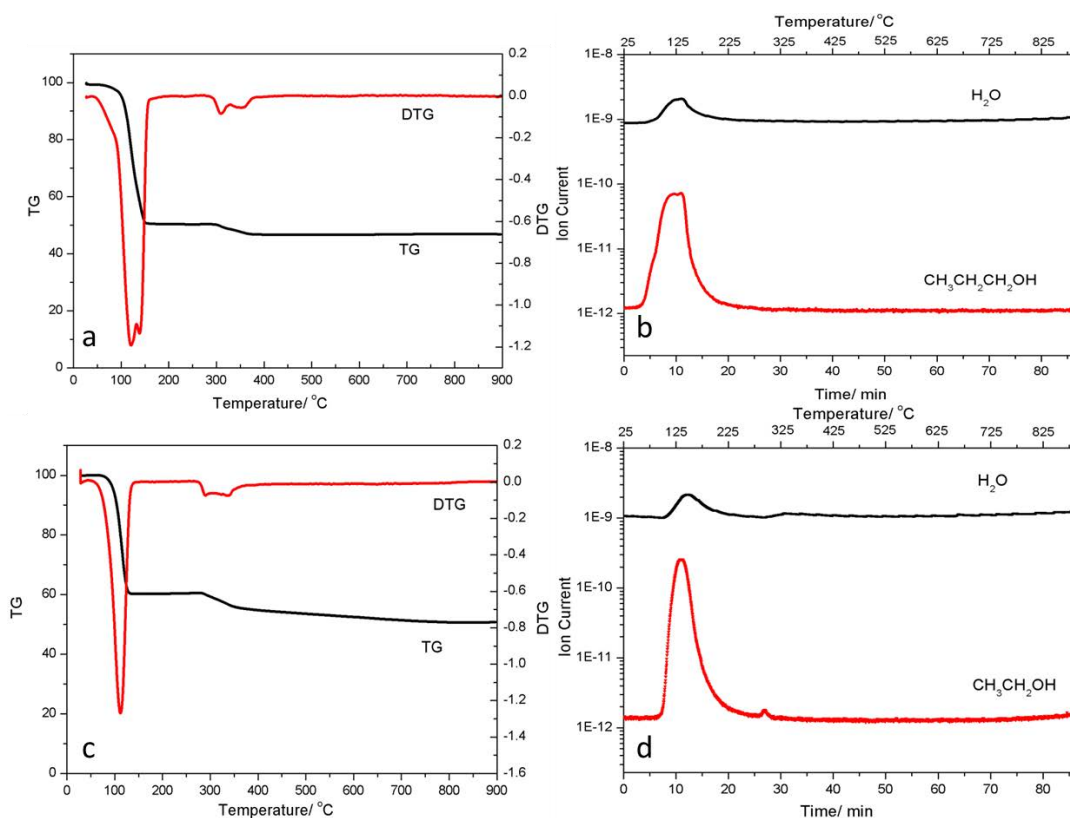 100
80
60
40
20
0
TG
0 100 200 300 400 500 600 700 800 900
Temperature/ °C
0.2
0.0
-0.2
-0.4
-0.6
-0.8
-1.0
-1.2
DTG
DTG
TG
a
Temperature/ °C
25 125 225 325 425 525 625 725 825
1E-8
1E-9
1E-10
1E-11
1E-12
Ion Current
H₂O
CH₃CH₂CH₂OH
b
0 10 20 30 40 50 60 70 80
Time/ min
100
80
60
40
20
0
TG
0 100 200 300 400 500 600 700 800 900
Temperature/ °C
0.2
0.0
-0.2
-0.4
-0.6
-0.8
-1.0
-1.2
-1.4
-1.6
DTG
DTG
TG
c
Temperature/ °C
25 125 225 325 425 525 625 725 825
1E-8
1E-9
1E-10
1E-11
1E-12
Ion Current
H₂O
CH₃CH₂OH
d
0 10 20 30 40 50 60 70 80
Time/ min